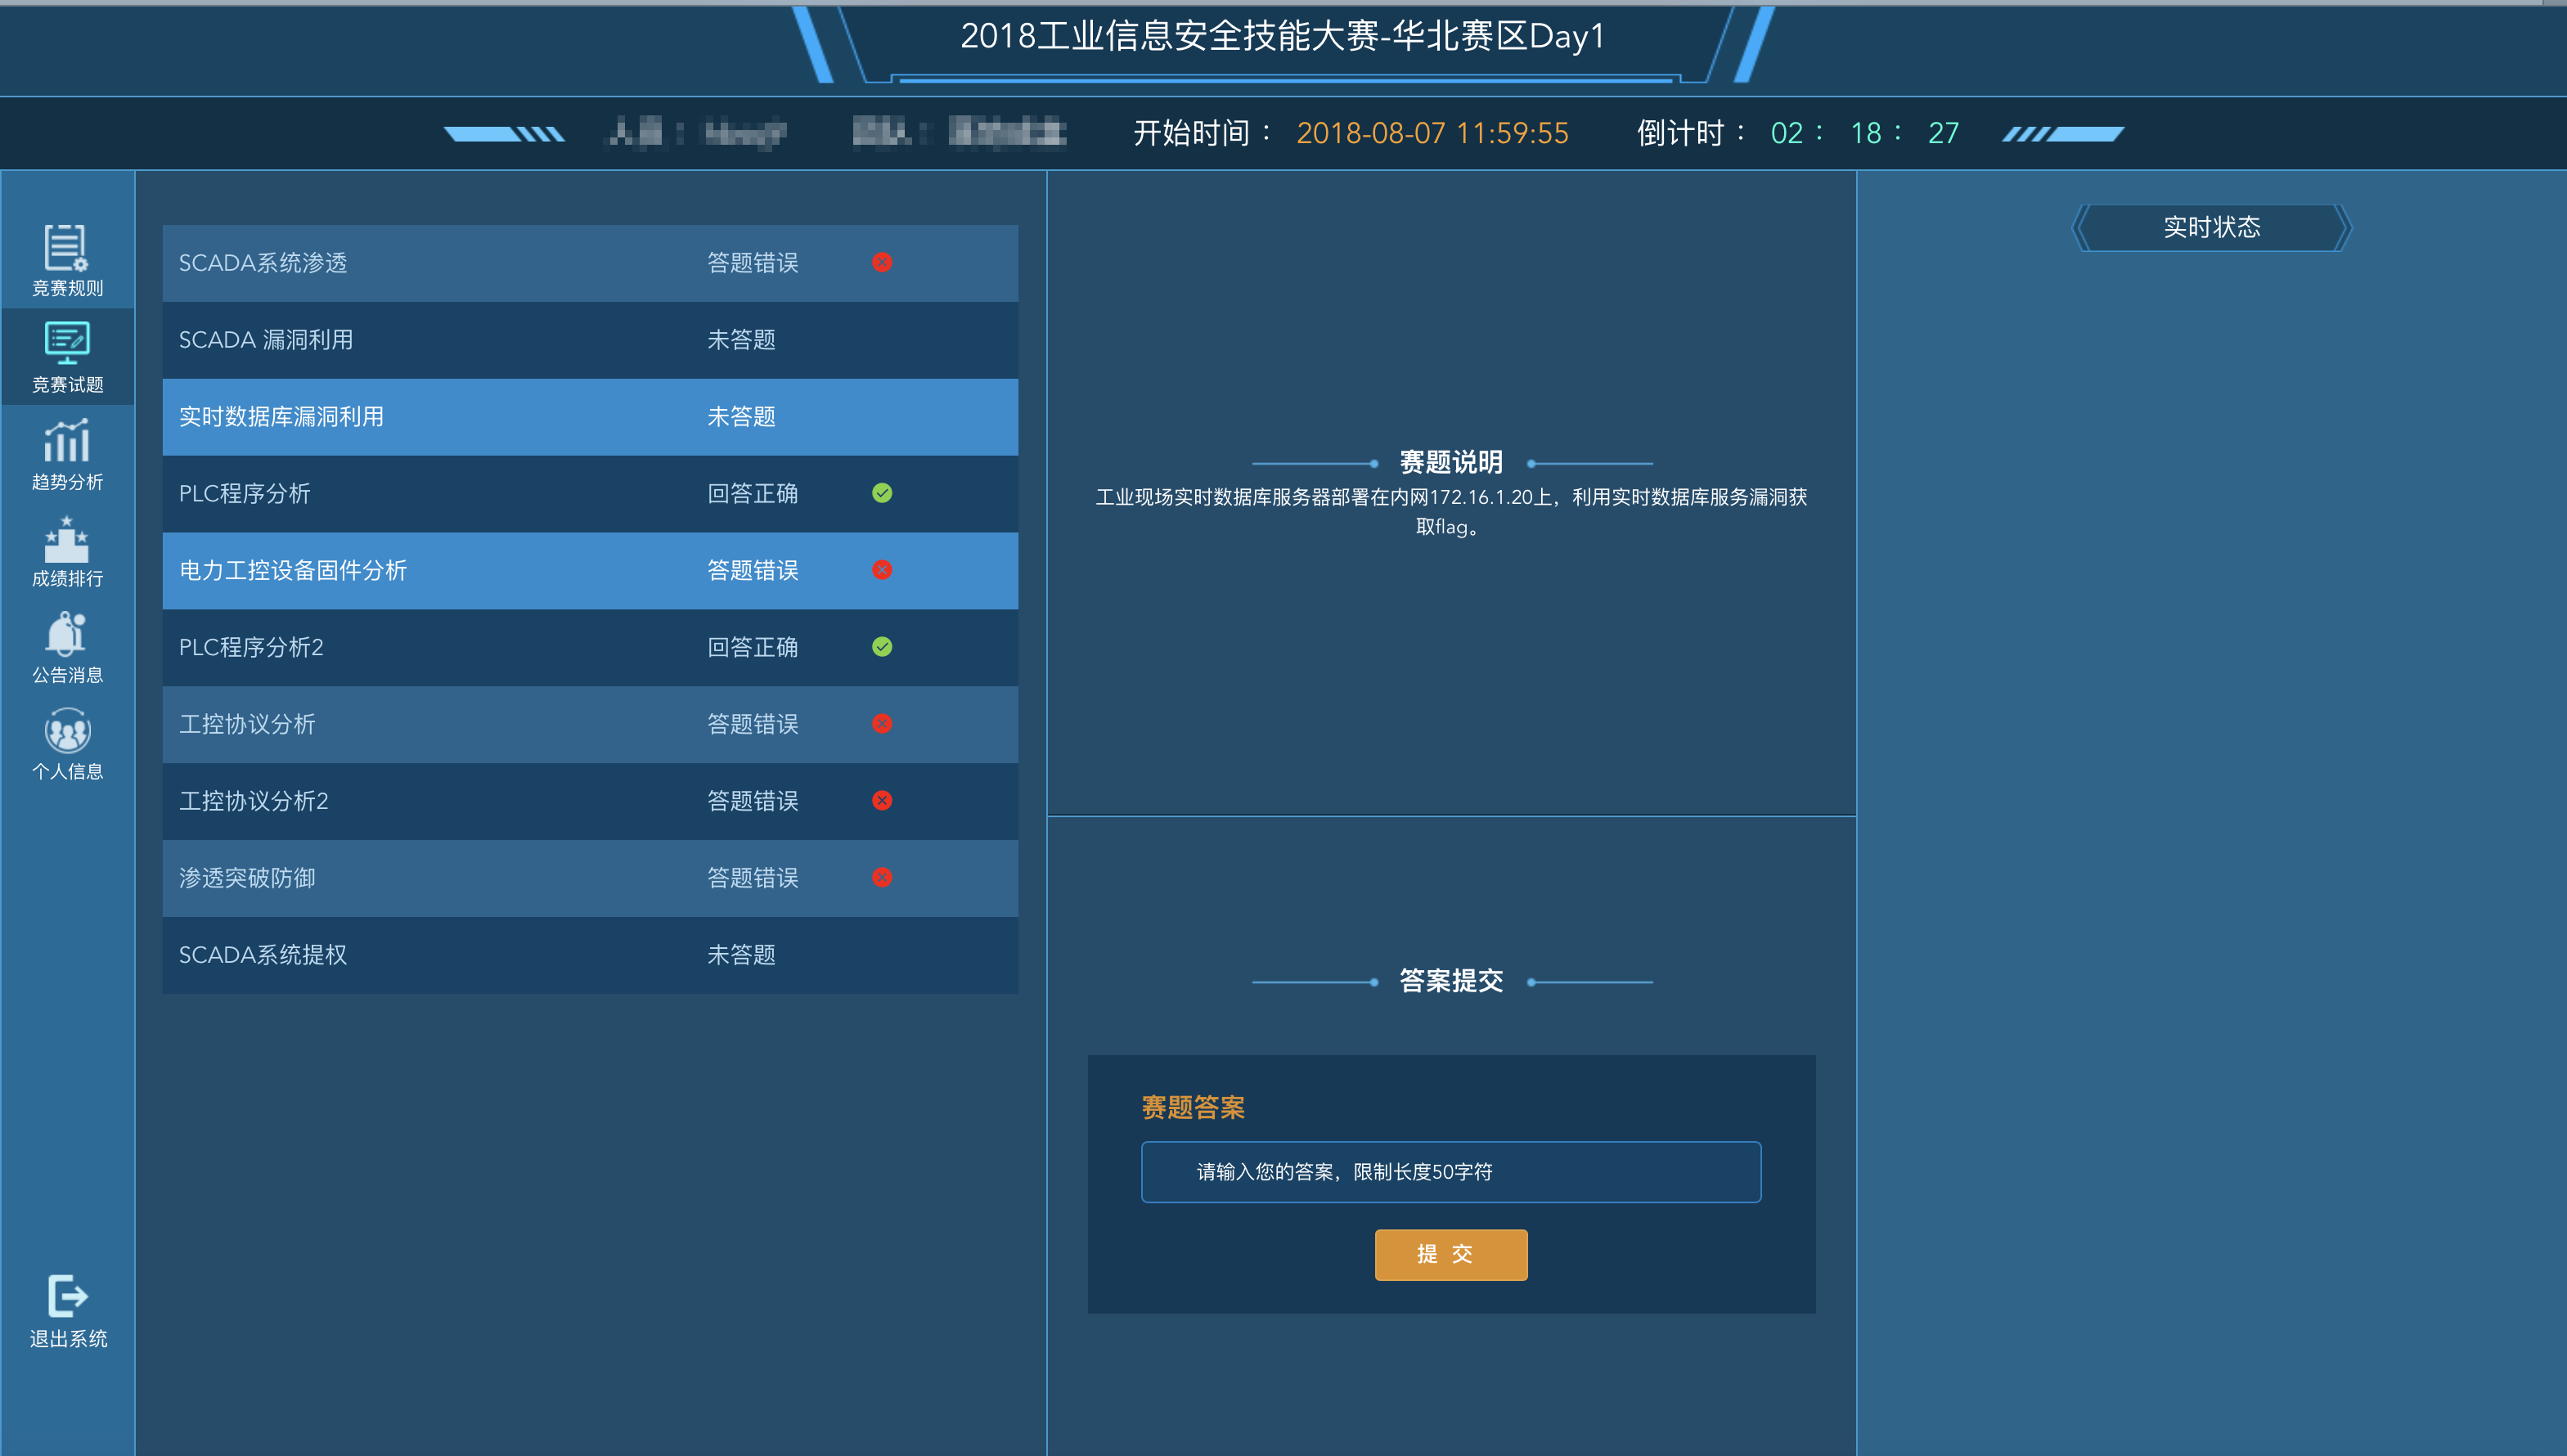 2018工业信息安全技能大赛-华北赛区Day1
开始时间： 2018-08-07 11:59:55 倒计时： 02： 18： 27
竞赛规则
竞赛试题
趋势分析
成绩排行
公告消息
个人信息
退出系统
SCADA系统渗透 答题错误
SCADA 漏洞利用 未答题
实时数据库漏洞利用 未答题
PLC程序分析 回答正确
电力工控设备固件分析 答题错误
PLC程序分析2 回答正确
工控协议分析 答题错误
工控协议分析2 答题错误
渗透突破防御 答题错误
SCADA系统提权 未答题
赛题说明
工业现场实时数据库服务器部署在内网172.16.1.20上，利用实时数据库服务漏洞获
取flag。
答案提交
赛题答案
请输入您的答案，限制长度50字符
提 交
实时状态